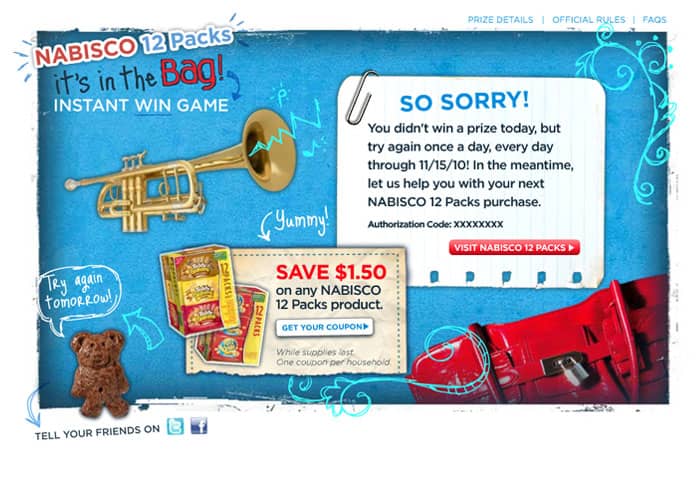 PRIZE DETAILS | OFFICIAL RULES | FAQS
NABISCO 12 Packs
it's in the Bag!
INSTANT WIN GAME
SO SORRY!
You didn't win a prize today, but
try again once a day, every day
through 11/15/10! In the meantime,
let us help you with your next
NABISCO 12 Packs purchase.
Authorization Code: XXXXXXXX
VISIT NABISCO 12 PACKS
Yummy!
SAVE $1.50
on any NABISCO
12 Packs product.
GET YOUR COUPON
While supplies last.
One coupon per household.
12 PACKS
Try again
tomorrow!
TELL YOUR FRIENDS ON